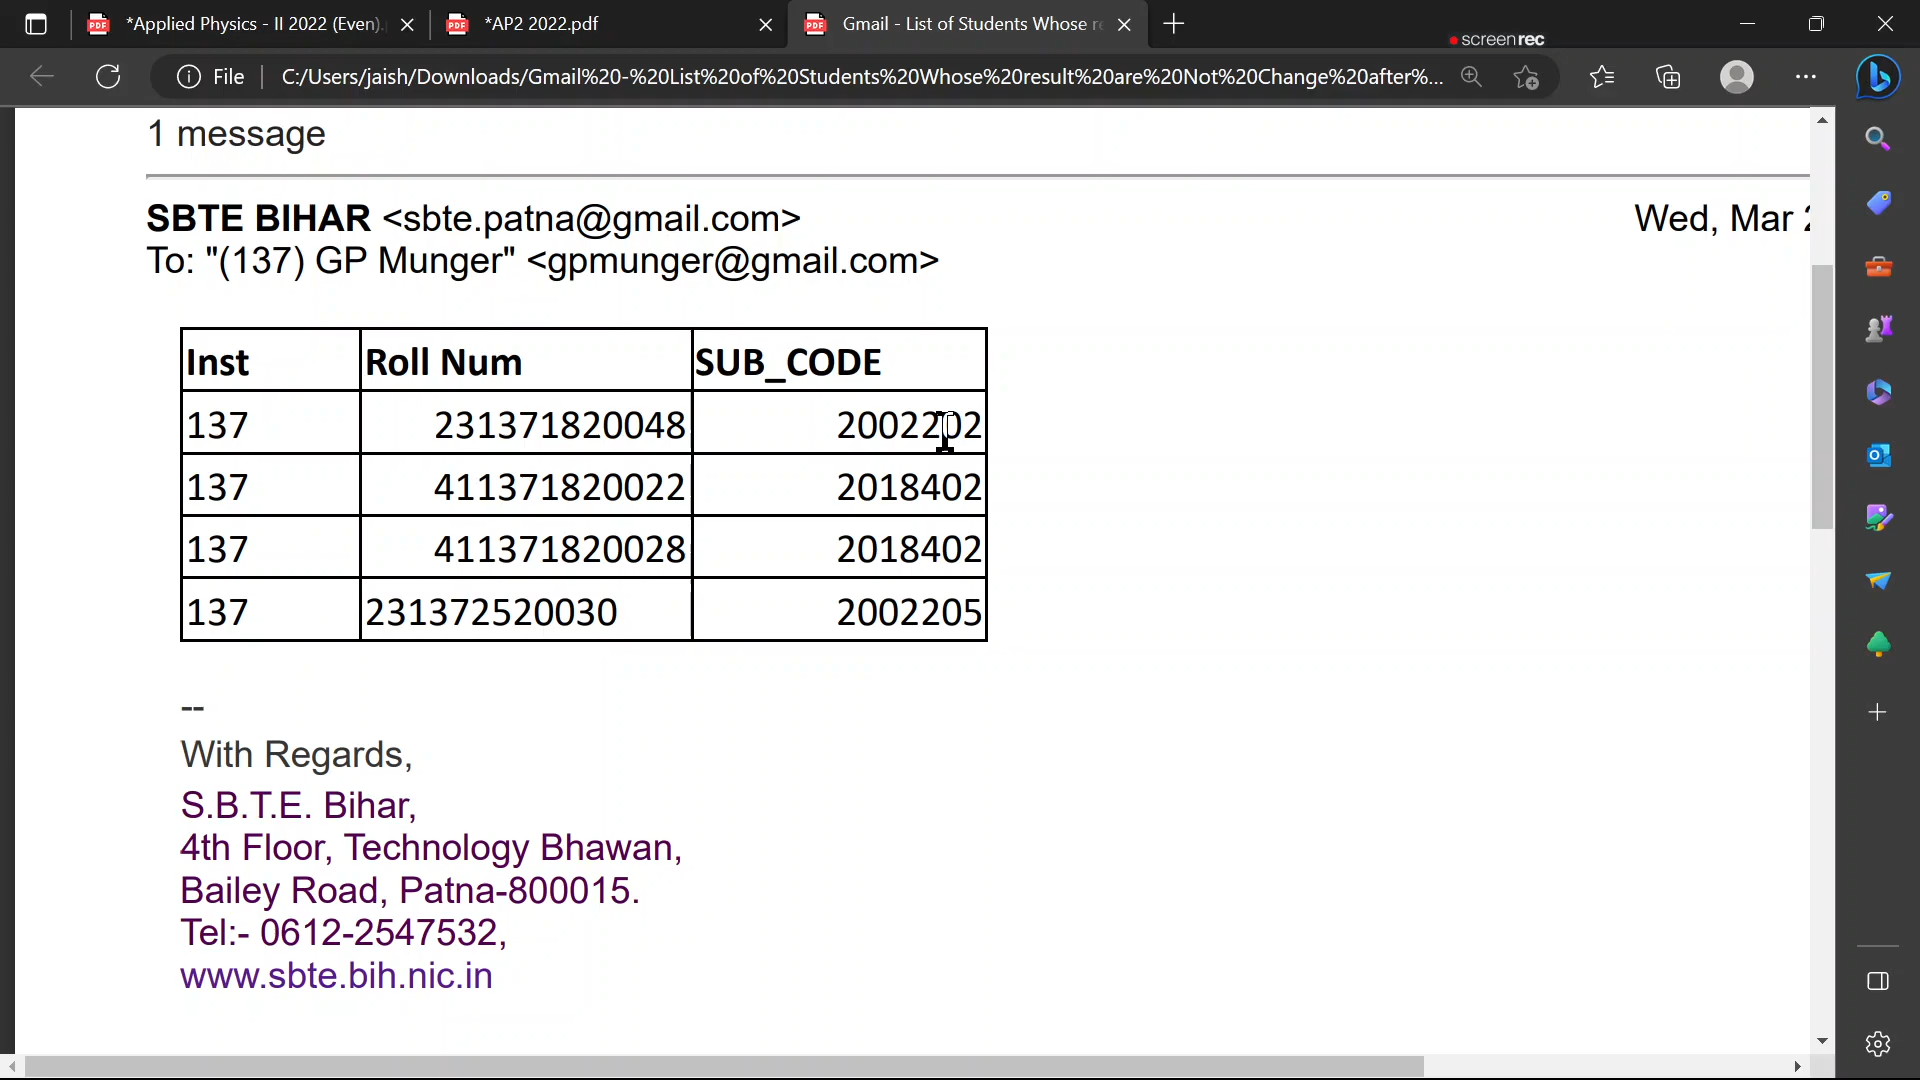 *Applied Physics - II 2022 (Even).
*AP2 2022.pdf
Gmail - List of Students Whose re
screenrec
File
C:/Users/jaish/Downloads/Gmail%20-%20List%20of%20Students%20Whose%20result%20are%20Not%20Change%20after%...
1 message
SBTE BIHAR <sbte.patna@gmail.com>
Wed, Mar
To: "(137) GP Munger" <gpmunger@gmail.com>
Inst Roll Num SUB_CODE
137 231371820048 2002202
137 411371820022 2018402
137 411371820028 2018402
137 231372520030 2002205
--
With Regards,
S.B.T.E. Bihar,
4th Floor, Technology Bhawan,
Bailey Road, Patna-800015.
Tel:- 0612-2547532,
www.sbte.bih.nic.in